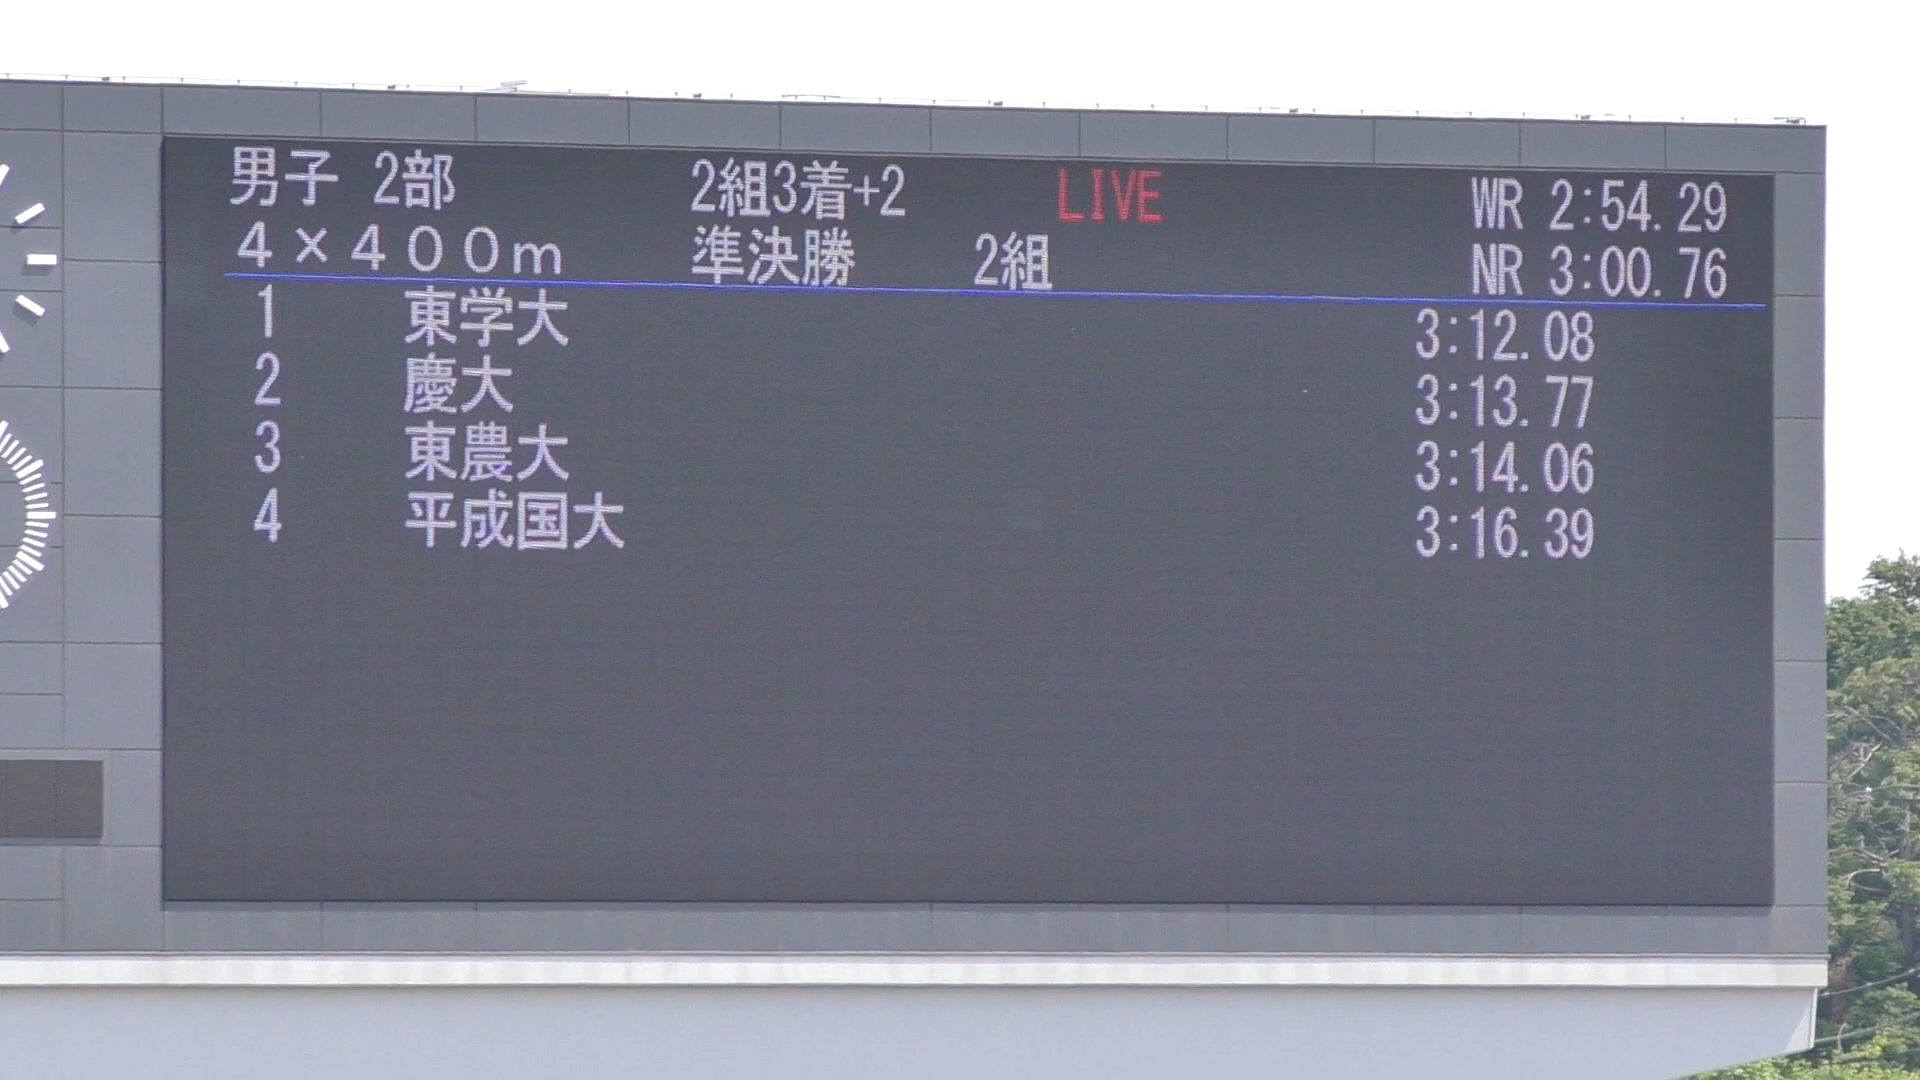 男子 2部 2組3着+2 LIVE WR 2:54.29
4×400m 準決勝 2組 NR 3:00.76
1 東学大 3:12.08
2 慶大 3:13.77
3 東農大 3:14.06
4 平成国大 3:16.39